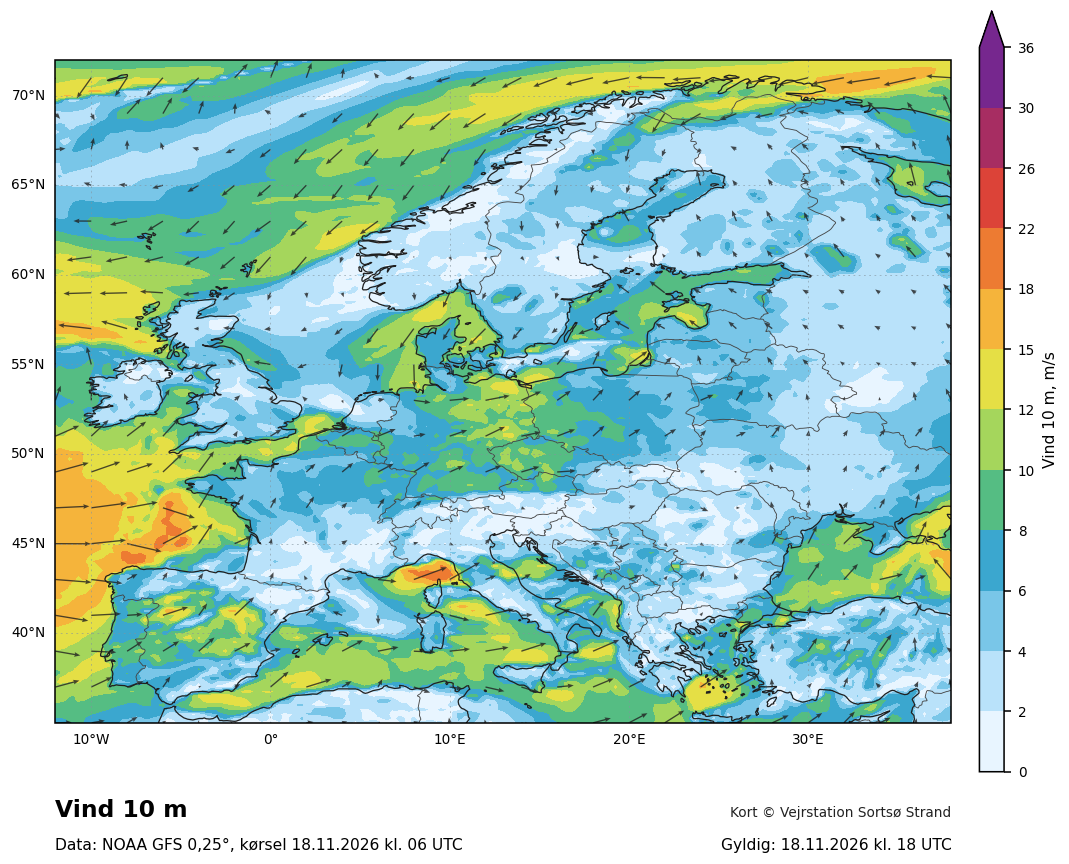 36
30
26
22
18
15
12
10
8
6
4
2
0
Vind 10 m, m/s
70°N
65°N
60°N
55°N
50°N
45°N
40°N
10°W
0°
10°E
20°E
30°E
Vind 10 m
Kort © Vejrstation Sortsø Strand
Data: NOAA GFS 0,25°, kørsel 18.11.2026 kl. 06 UTC
Gyldig: 18.11.2026 kl. 18 UTC